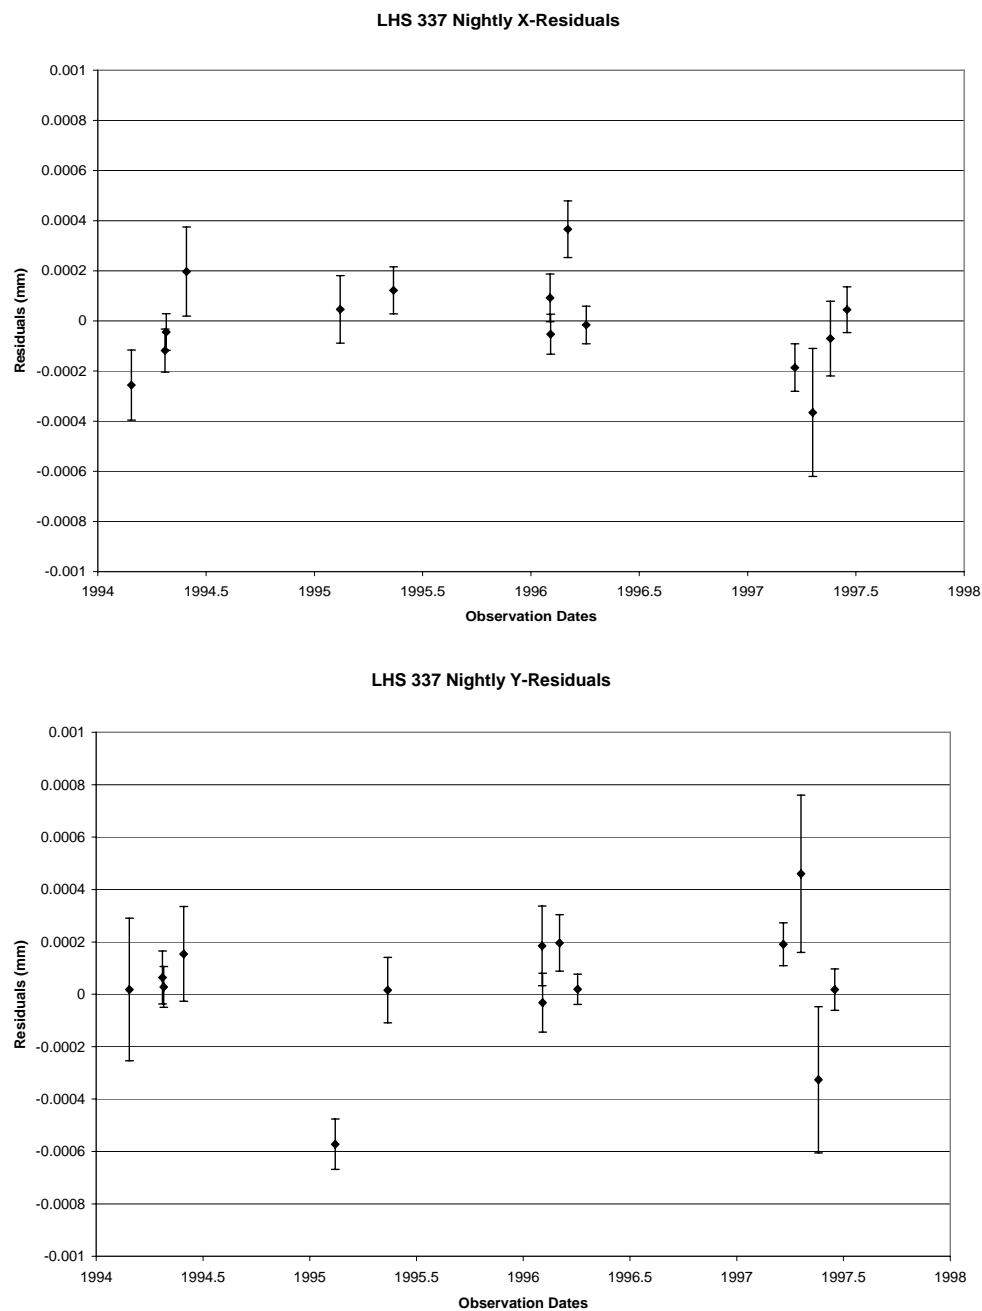 LHS 337 Nightly X-Residuals
0.001
0.0008
0.0006
0.0004
0.0002
0
-0.0002
-0.0004
-0.0006
-0.0008
-0.001
Residuals (mm)
1994 1994.5 1995 1995.5 1996 1996.5 1997 1997.5 1998
Observation Dates
LHS 337 Nightly Y-Residuals
0.001
0.0008
0.0006
0.0004
0.0002
0
-0.0002
-0.0004
-0.0006
-0.0008
-0.001
Residuals (mm)
1994 1994.5 1995 1995.5 1996 1996.5 1997 1997.5 1998
Observation Dates